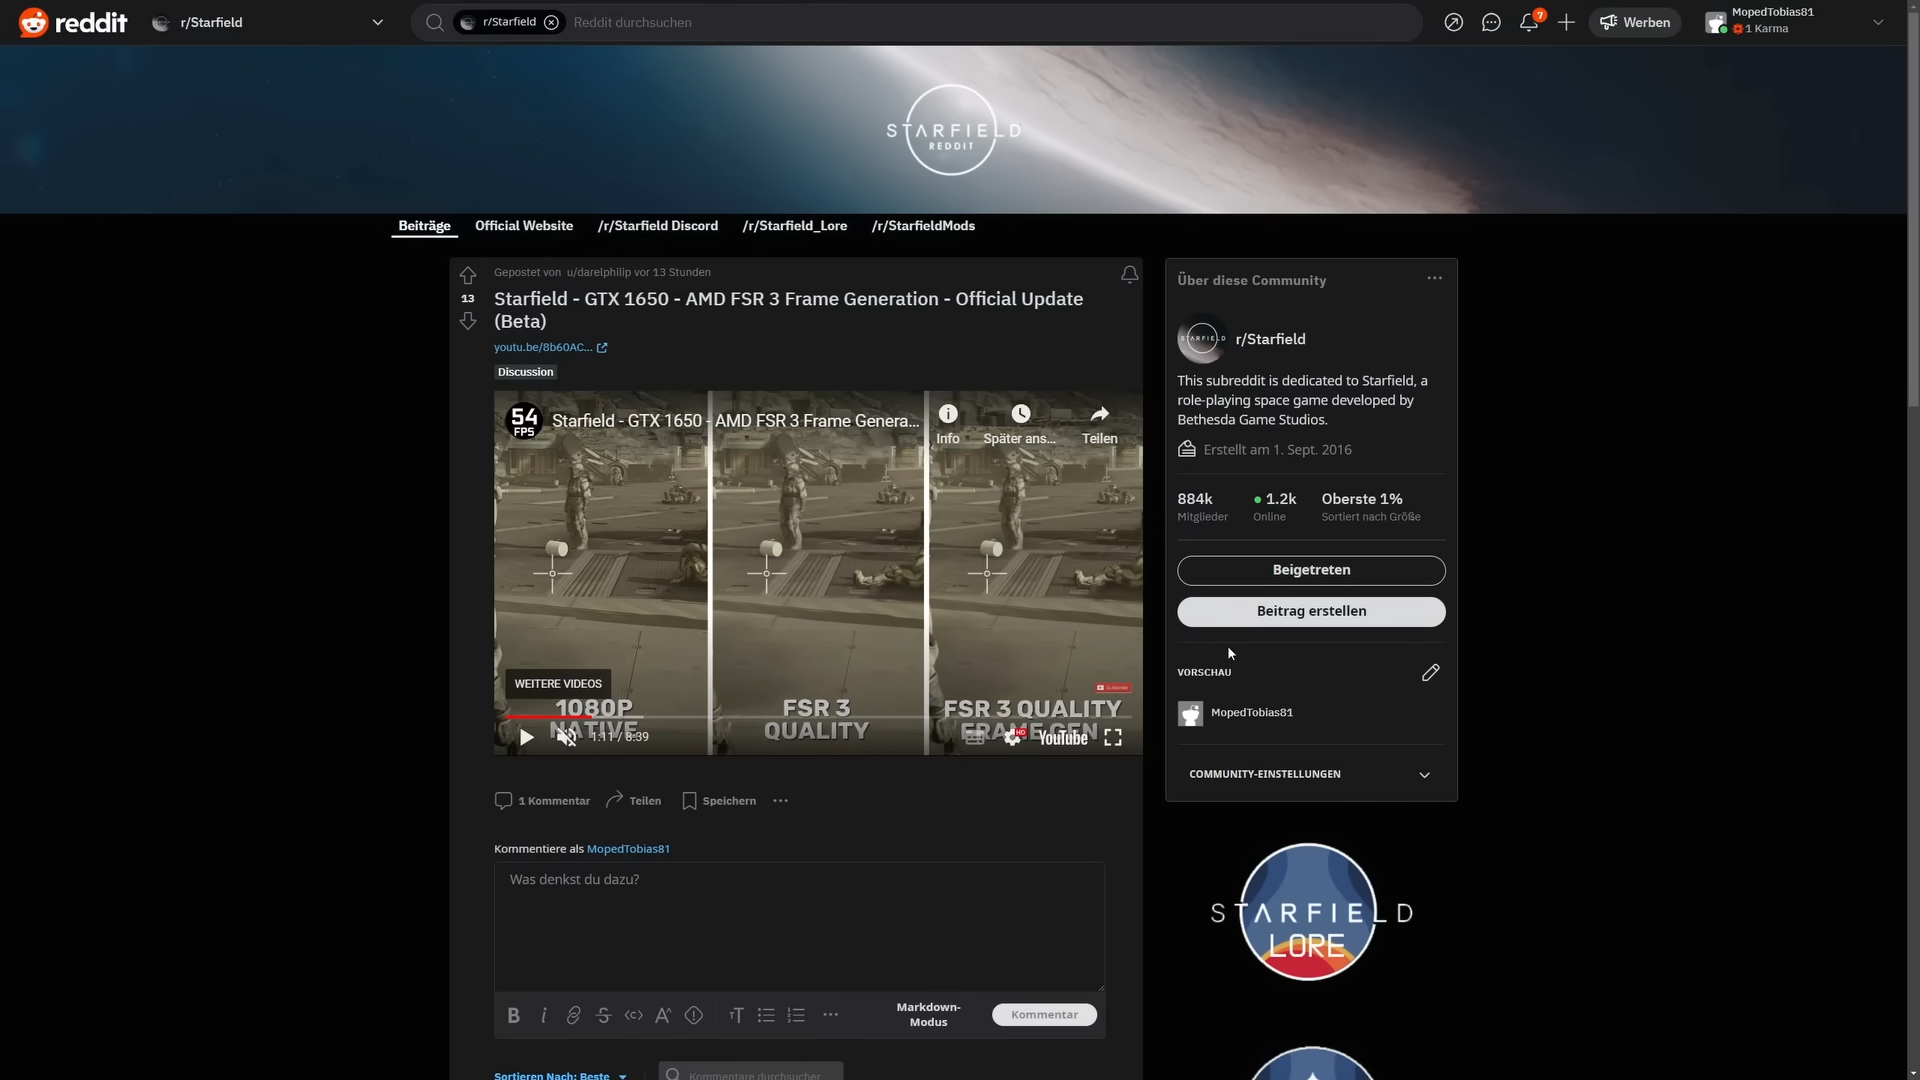 reddit r/Starfield r/Starfield Reddit durchsuchen 7 Werben MopedTobias81
1 Karma
STARFIELD
REDDIT
Beiträge Official Website /r/Starfield Discord /r/Starfield_Lore /r/StarfieldMods
Gepostet von u/darelphilip vor 13 Stunden
13
Starfield - GTX 1650 - AMD FSR 3 Frame Generation - Official Update
(Beta)
youtu.be/8b60AC...
Discussion
54
FPS
Starfield - GTX 1650 - AMD FSR 3 Frame Genera...
Info Später ans... Teilen
WEITERE VIDEOS
Subscribe
1080P
NATIVE
FSR 3
QUALITY
FSR 3 QUALITY
FRAME GEN
1:11 / 8:39
HD
YouTube
1 Kommentar Teilen Speichern
Kommentiere als MopedTobias81
Was denkst du dazu?
Markdown-
Modus
Kommentar
Sortieren Nach: Beste
Kommentare durchsuchen
Über diese Community
STARFIELD
r/Starfield
This subreddit is dedicated to Starfield, a
role-playing space game developed by
Bethesda Game Studios.
Erstellt am 1. Sept. 2016
884k 1.2k Oberste 1%
Mitglieder Online Sortiert nach Größe
Beigetreten
Beitrag erstellen
VORSCHAU
MopedTobias81
COMMUNITY-EINSTELLUNGEN
STARFIELD
LORE